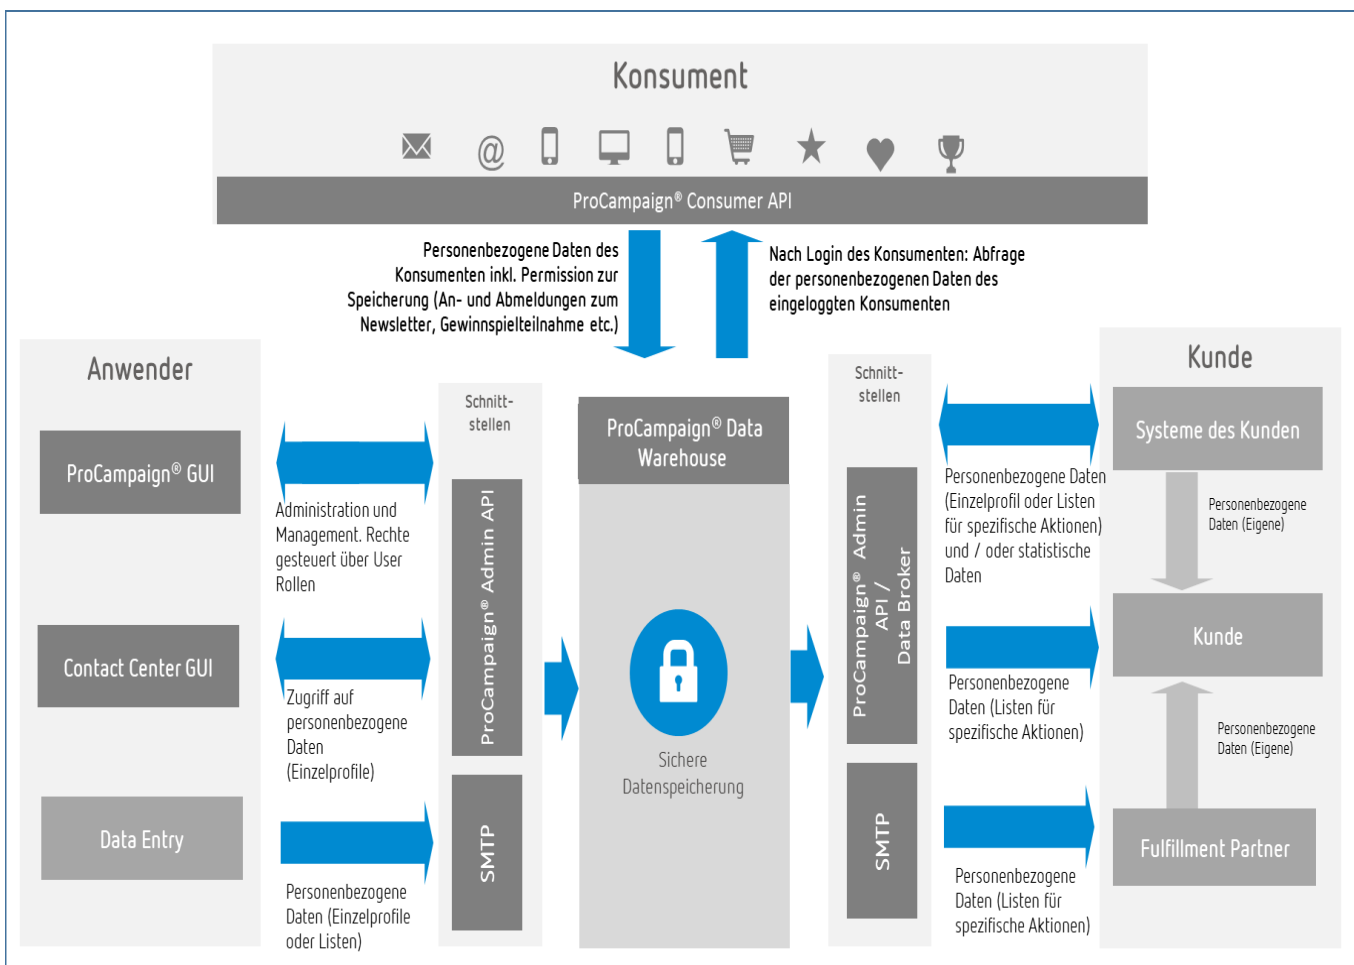 Konsument
@
ProCampaign® Consumer API
Personenbezogene Daten des
Konsumenten inkl. Permission zur
Speicherung (An- und Abmeldungen zum
Newsletter, Gewinnspielteilnahme etc.)
Nach Login des Konsumenten: Abfrage
der personenbezogenen Daten des
eingeloggten Konsumenten
Anwender
ProCampaign® GUI
Contact Center GUI
Data Entry
Administration und
Management. Rechte
gesteuert über User
Rollen
Zugriff auf
personenbezogene
Daten
(Einzelprofile)
Personenbezogene
Daten (Einzelprofile
oder Listen)
Schnitt-
stellen
ProCampaign® Admin API
SMTP
ProCampaign® Data
Warehouse
Sichere
Datenspeicherung
Schnitt-
stellen
ProCampaign® Admin
API /
Data Broker
SMTP
Personenbezogene Daten
(Einzelprofil oder Listen
für spezifische Aktionen)
und / oder statistische
Daten
Personenbezogene
Daten (Listen für
spezifische Aktionen)
Personenbezogene
Daten (Listen für
spezifische Aktionen)
Kunde
Systeme des Kunden
Personenbezogene
Daten (Eigene)
Kunde
Personenbezogene
Daten (Eigene)
Fulfillment Partner